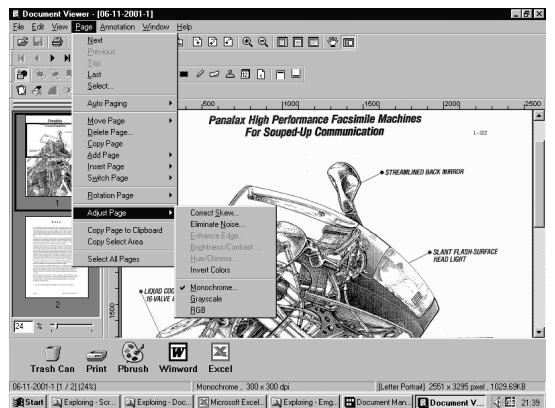 Document Viewer - [06-11-2001-1]
File Edit View Page Annotation Window Help
Next
Previous
Top
Last
Select...
Auto Paging
Move Page
Delete Page...
Copy Page
Add Page
Insert Page
Switch Page
Rotation Page
Adjust Page
Copy Page to Clipboard
Copy Select Area
Select All Pages
Correct Skew...
Eliminate Noise...
Enhance Edge...
Brightness/Contrast...
Hue/Chroma...
Invert Colors
Monochrome...
Grayscale
RGB
500 1000 1500 2000 2500
Panafax High Performance Facsimile Machines
For Souped-Up Communication
L-122
STREAMLINED BACK MIRROR
SLANT FLASH-SURFACE
HEAD LIGHT
LIQUID COO
16-VALVE &
1500
Panafax
1
2
24 %
Trash Can Print Pbrush Winword Excel
06-11-2001-1 [1 / 2] (24%) Monochrome , 300 x 300 dpi [Letter Portrait] 2551 x 3295 pixel , 1029.69KB
Start Exploring - Scr... Exploring - Doc... Microsoft Excel... Exploring - Emg... Document Man... Document V... 21:39